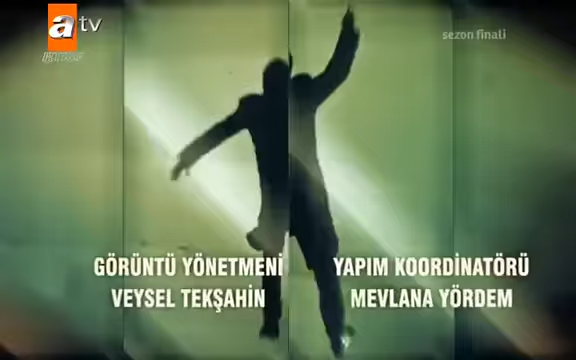 atv
sezon finali
GÖRÜNTÜ YÖNETMENİ
VEYSEL TEKŞAHİN
YAPIM KOORDİNATÖRÜ
MEVLANA YÖRDEM